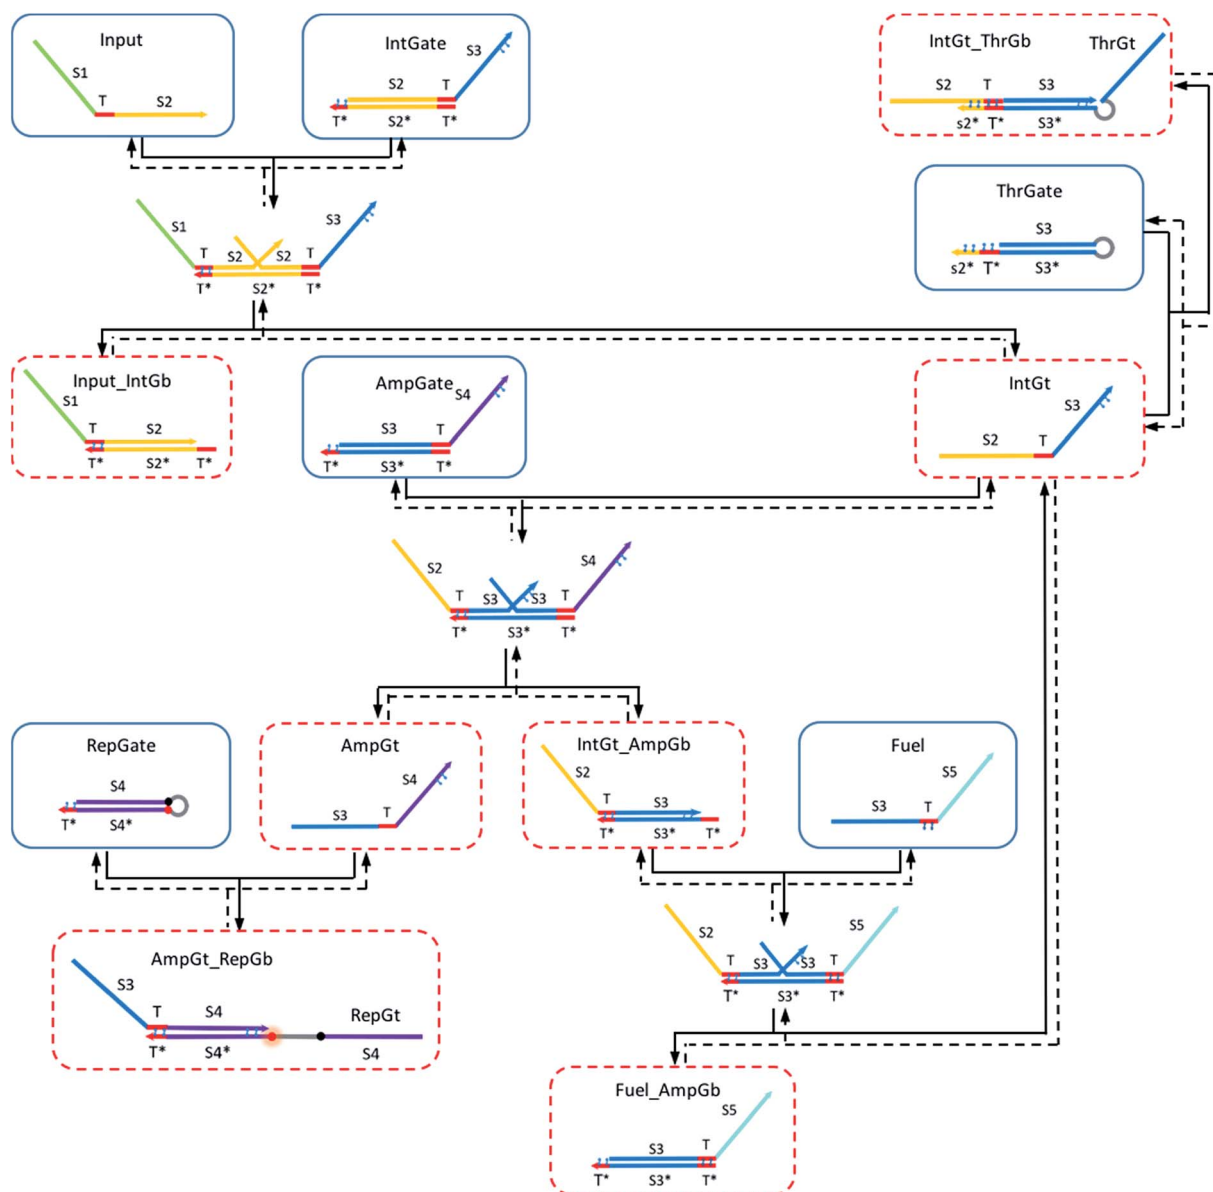 Input
S1
T S2
IntGate
S3
S2 T
T* S2* T*
IntGt_ThrGb ThrGt
S2 T S3
s2* T* S3*
ThrGate
S3
s2* T* S3*
S1 S3
T S2 S2 T
T* S2* T*
Input_IntGb
S1
T S2
T* S2* T*
AmpGate
S4
S3 T
T* S3* T*
IntGt
S3
S2 T
S2 S4
T S3 S3 T
T* S3* T*
RepGate
S4
T* S4*
AmpGt
S4
S3 T
IntGt_AmpGb
S2
T S3
T* S3* T*
Fuel
S5
S3 T
S2 S5
T S3 S3 T
T* S3* T*
AmpGt_RepGb
S3
T S4 RepGt
T* S4* S4
Fuel_AmpGb
S5
S3 T
T* S3* T*